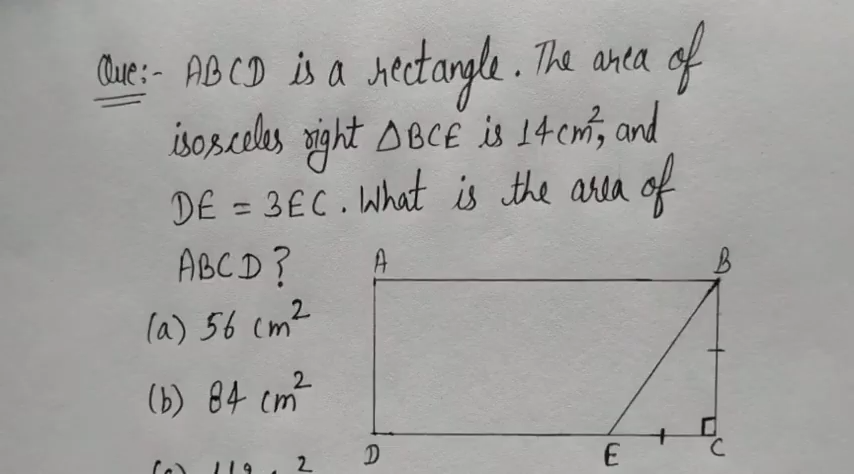 Que:- ABCD is a rectangle. The area of
isosceles right △BCE is 14 cm², and
DE = 3EC. What is the area of
ABCD?
A B
(a) 56 cm²
(b) 84 cm²
D E C